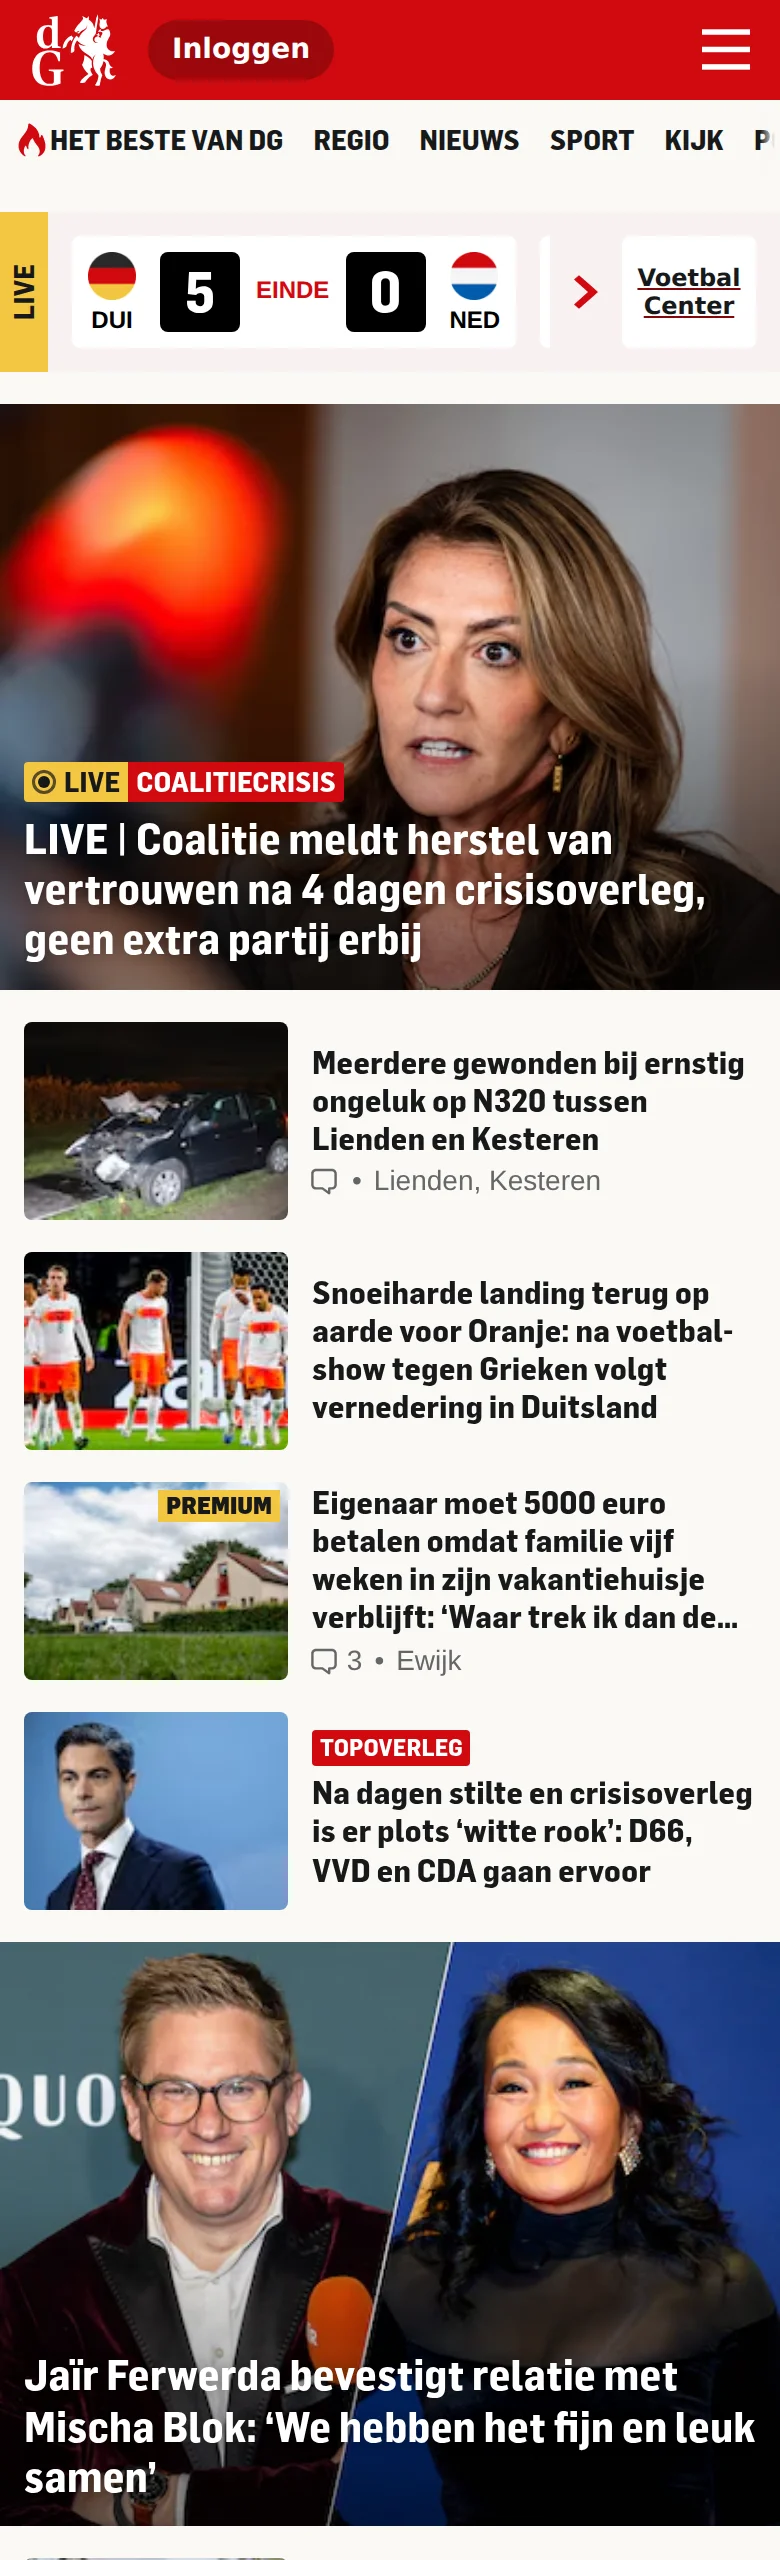 dG
Inloggen
HET BESTE VAN DG
REGIO
NIEUWS
SPORT
KIJK
LIVE
DUI
5
EINDE
0
NED
Voetbal
Center
LIVE COALITIECRISIS
LIVE | Coalitie meldt herstel van
vertrouwen na 4 dagen crisisoverleg,
geen extra partij erbij
Meerdere gewonden bij ernstig
ongeluk op N320 tussen
Lienden en Kesteren
• Lienden, Kesteren
Snoeiharde landing terug op
aarde voor Oranje: na voetbal-
show tegen Grieken volgt
vernedering in Duitsland
PREMIUM
Eigenaar moet 5000 euro
betalen omdat familie vijf
weken in zijn vakantiehuisje
verblijft: ‘Waar trek ik dan de...
3 • Ewijk
TOPOVERLEG
Na dagen stilte en crisisoverleg
is er plots ‘witte rook’: D66,
VVD en CDA gaan ervoor
QUO
Jaïr Ferwerda bevestigt relatie met
Mischa Blok: ‘We hebben het fijn en leuk
samen’